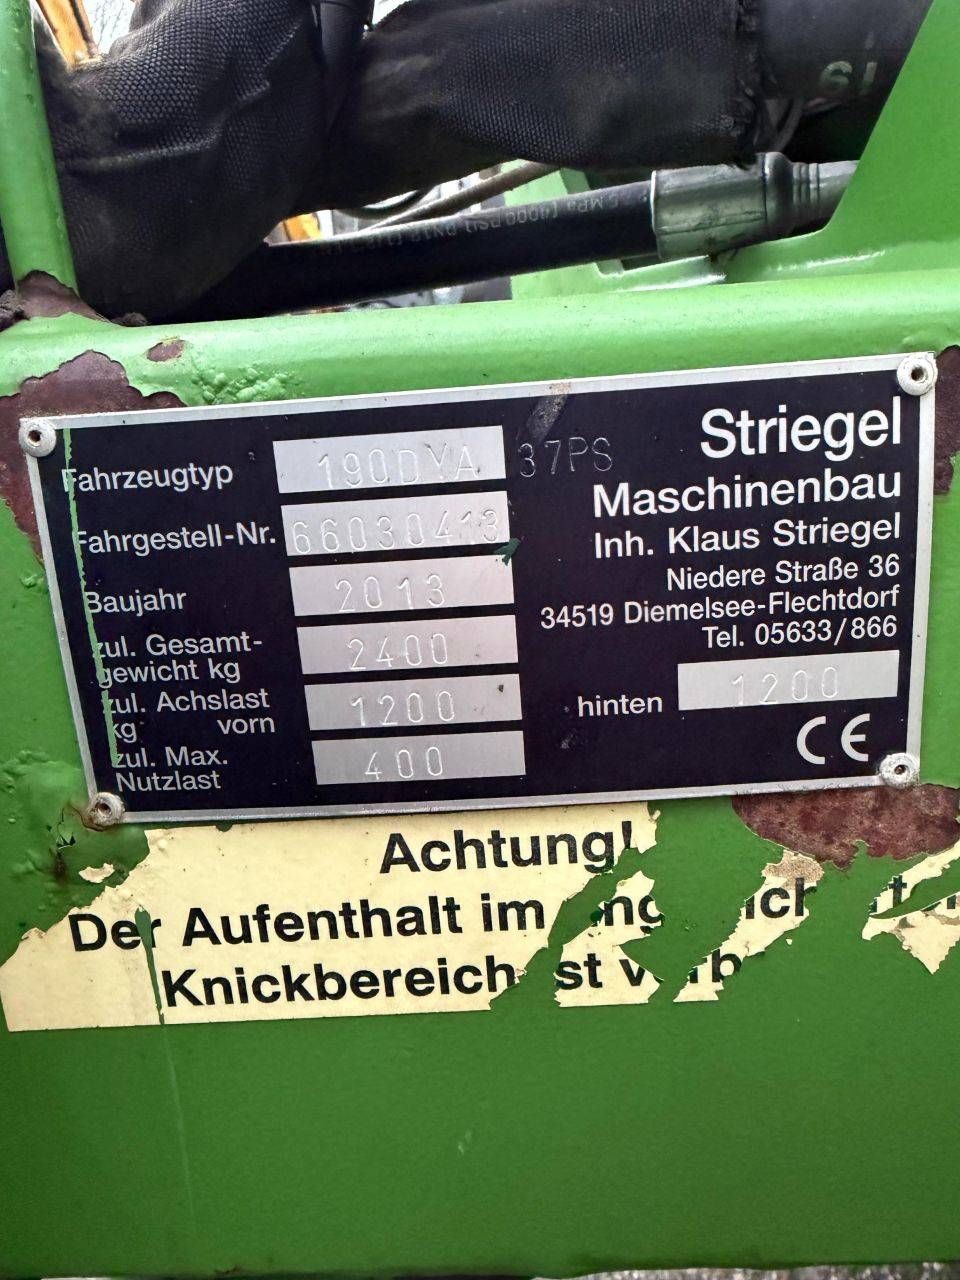 19
Fahrzeugtyp 190DYA 37PS
Fahrgestell-Nr. 66030413
Baujahr 2013
zul. Gesamt-
gewicht kg 2400
zul. Achslast
kg vorn 1200
hinten 1200
zul. Max.
Nutzlast 400
Striegel
Maschinenbau
Inh. Klaus Striegel
Niedere Straße 36
34519 Diemelsee-Flechtdorf
Tel. 05633/866
CE
Achtung!
Der Aufenthalt im
Knickbereich